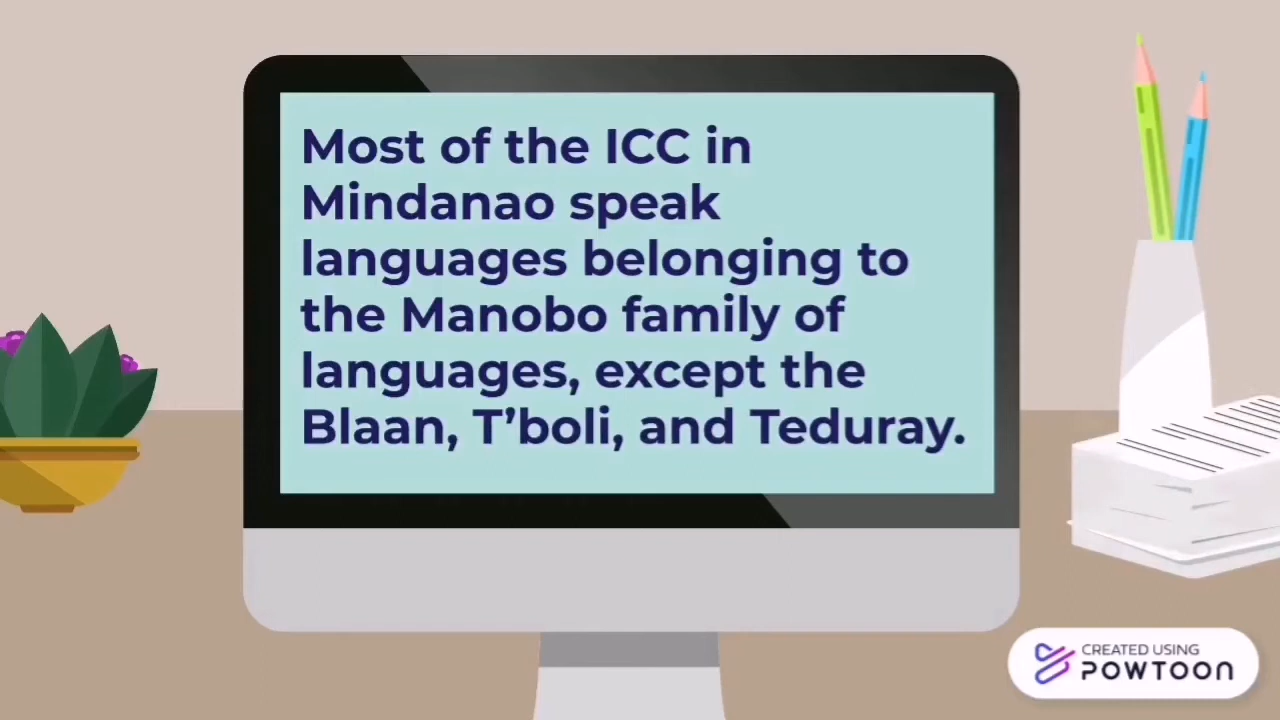 Most of the ICC in
Mindanao speak
languages belonging to
the Manobo family of
languages, except the
Blaan, T’boli, and Teduray.
CREATED USING
POWTOON